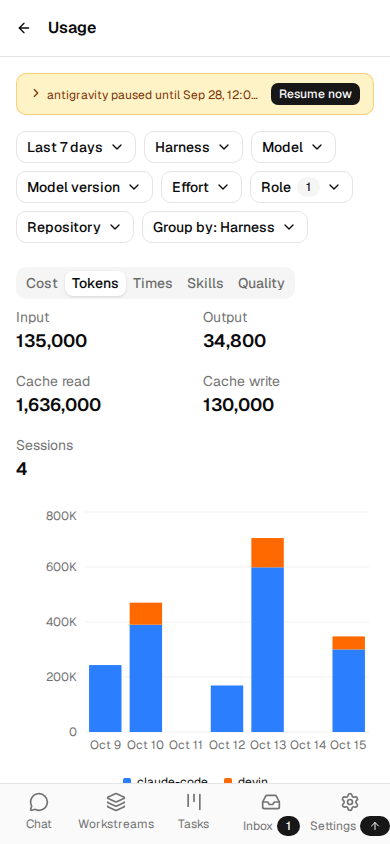 Usage
antigravity paused until Sep 28, 12:0... Resume now
Last 7 days Harness Model
Model version Effort Role 1
Repository Group by: Harness
Cost Tokens Times Skills Quality
Input Output
135,000 34,800
Cache read Cache write
1,636,000 130,000
Sessions
4
800K
600K
400K
200K
0
Oct 9 Oct 10 Oct 11 Oct 12 Oct 13 Oct 14 Oct 15
claude-code devin
Chat Workstreams Tasks Inbox 1 Settings